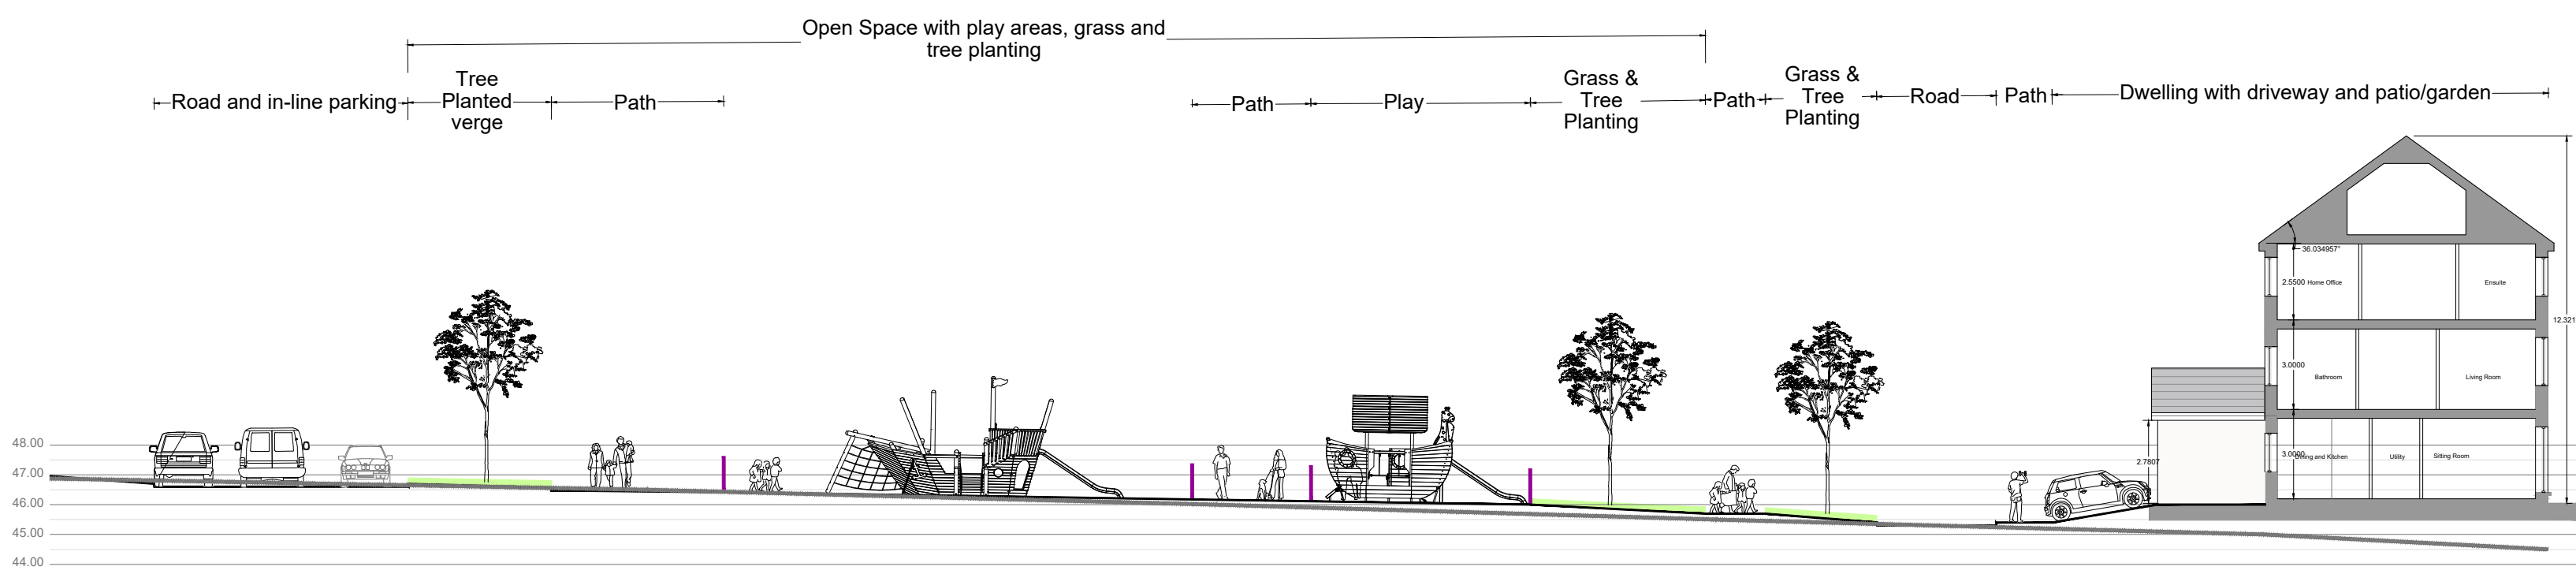 Open Space with play areas, grass and
tree planting
Road and in-line parking
Tree
Planted
verge
Path
Path
Play
Grass &
Tree
Planting
Path
Grass &
Tree
Planting
Road
Path
Dwelling with driveway and patio/garden
36.034957°
2.5500
Home Office
Ensuite
12.321
3.0000
Bathroom
Living Room
3.0000
Dining and Kitchen
Utility
Sitting Room
2.7807
48.00
47.00
46.00
45.00
44.00